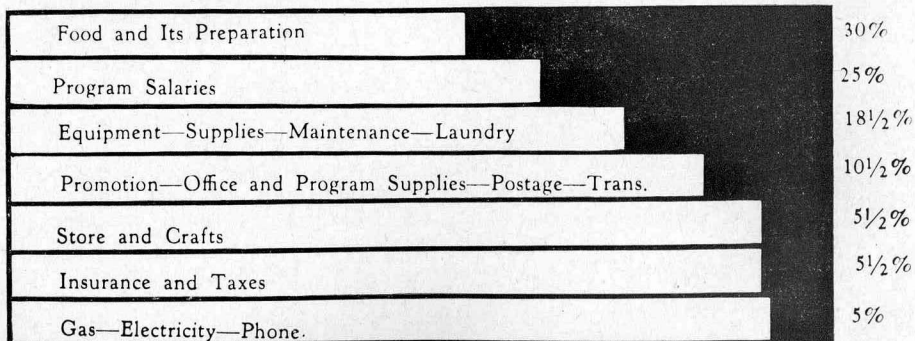 Food and Its Preparation 30%
Program Salaries 25%
Equipment—Supplies—Maintenance—Laundry 18½%
Promotion—Office and Program Supplies—Postage—Trans. 10½%
Store and Crafts 5½%
Insurance and Taxes 5½%
Gas—Electricity—Phone. 5%